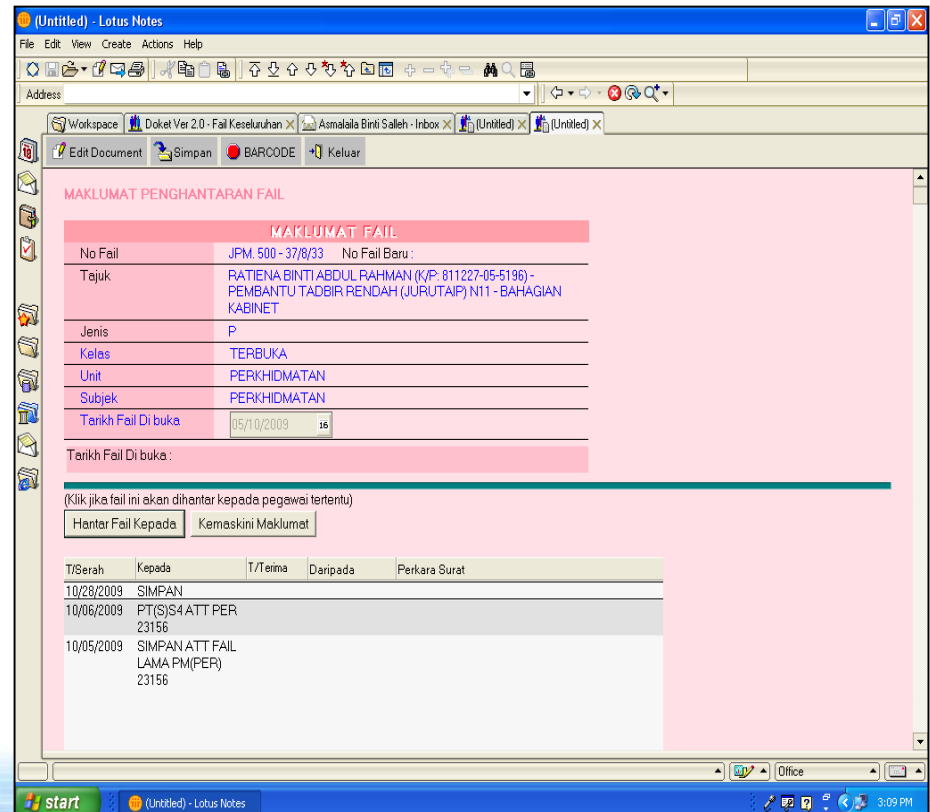 (Untitled) - Lotus Notes
File Edit View Create Actions Help
Address
Workspace Doket Ver 2.0 - Fail Keseluruhan Asmalaila Binti Salleh - Inbox (Untitled) (Untitled)
Edit Document Simpan BARCODE Keluar
MAKLUMAT PENGHANTARAN FAIL
MAKLUMAT FAIL
No Fail JPM. 500 - 37/8/33 No Fail Baru :
Tajuk RATIENA BINTI ABDUL RAHMAN (K/P: 811227-05-5196) -
PEMBANTU TADBIR RENDAH (JURUTAIP) N11 - BAHAGIAN
KABINET
Jenis P
Kelas TERBUKA
Unit PERKHIDMATAN
Subjek PERKHIDMATAN
Tarikh Fail Di buka 05/10/2009 16
Tarikh Fail Di buka :
(Klik jika fail ini akan dihantar kepada pegawai tertentu)
Hantar Fail Kepada Kemaskini Maklumat
T/Serah Kepada T/Terima Daripada Perkara Surat
10/28/2009 SIMPAN
10/06/2009 PT(S)S4 ATT PER
23156
10/05/2009 SIMPAN ATT FAIL
LAMA PM(PER)
23156
Office
start (Untitled) - Lotus Notes 3:09 PM